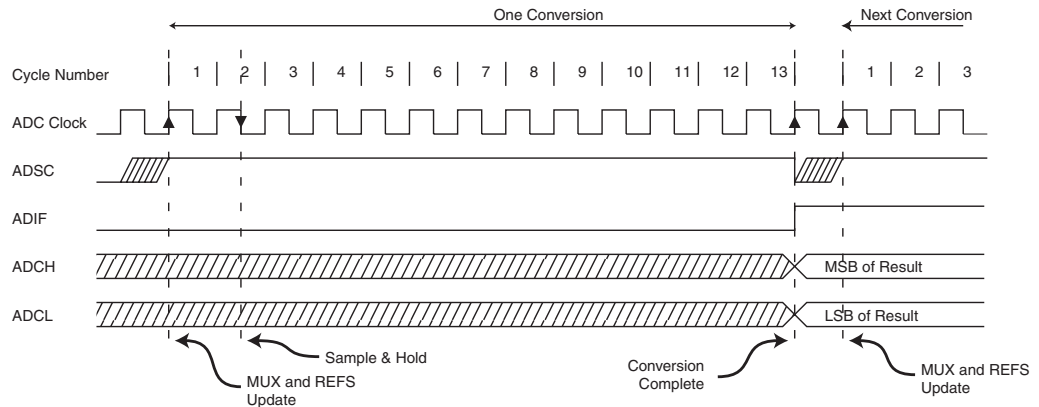 One Conversion Next Conversion
Cycle Number 1 2 3 4 5 6 7 8 9 10 11 12 13 1 2 3
ADC Clock
ADSC
ADIF
ADCH MSB of Result
ADCL LSB of Result
Sample & Hold
MUX and REFS
Update
Conversion
Complete
MUX and REFS
Update